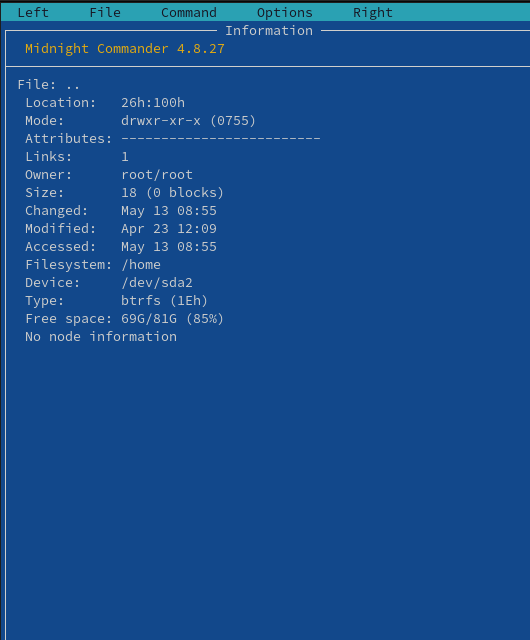 Left File Command Options Right
Information
Midnight Commander 4.8.27
File: ..
Location: 26h:100h
Mode: drwxr-xr-x (0755)
Attributes: -------------------------
Links: 1
Owner: root/root
Size: 18 (0 blocks)
Changed: May 13 08:55
Modified: Apr 23 12:09
Accessed: May 13 08:55
Filesystem: /home
Device: /dev/sda2
Type: btrfs (1Eh)
Free space: 69G/81G (85%)
No node information